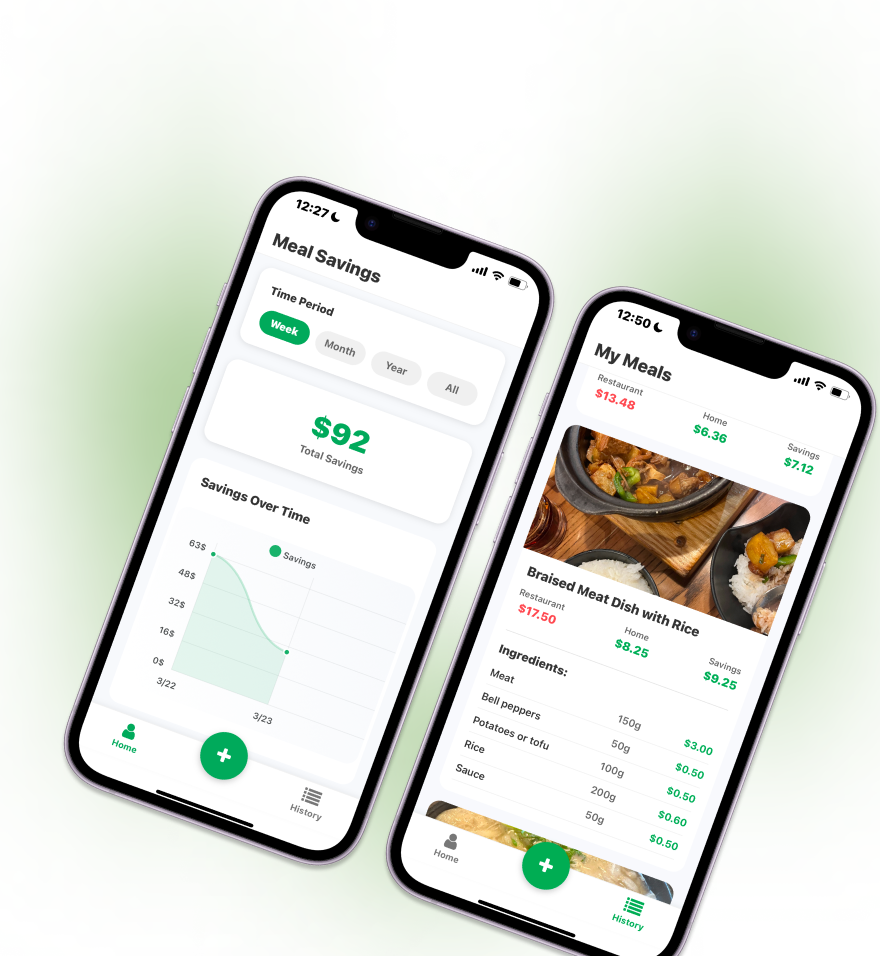 12:27
Meal Savings
Time Period
Week Month Year All
$92
Total Savings
Savings Over Time
Savings
63$
48$
32$
16$
0$
3/22 3/23
Home + History
12:50
My Meals
Restaurant Home Savings
$13.48 $6.36 $7.12
Braised Meat Dish with Rice
Restaurant Home Savings
$17.50 $8.25 $9.25
Ingredients:
Meat 150g $3.00
Bell peppers 50g $0.50
Potatoes or tofu 100g $0.50
Rice 200g $0.60
Sauce 50g $0.50
Home + History